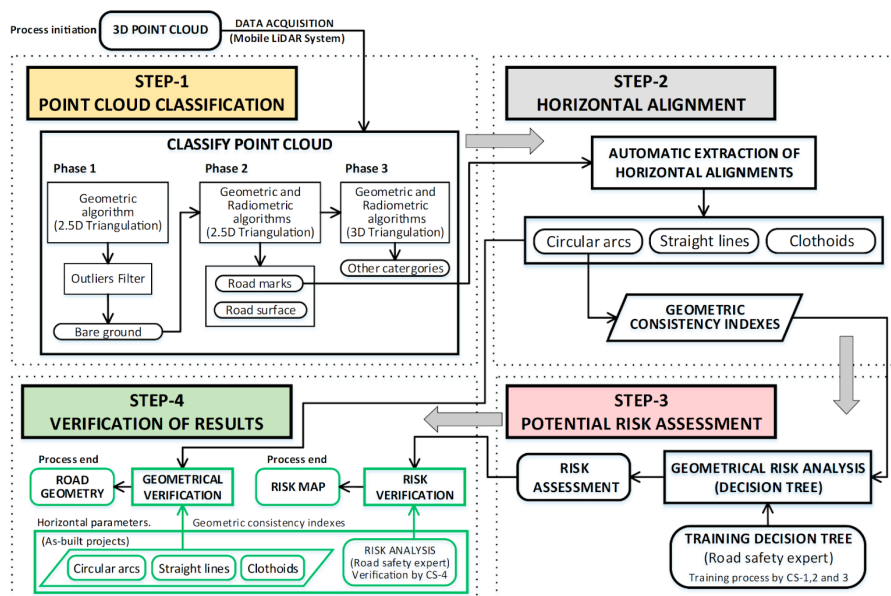 Process initiation
3D POINT CLOUD
DATA ACQUISITION
(Mobile LiDAR System)
STEP-1
POINT CLOUD CLASSIFICATION
CLASSIFY POINT CLOUD
Phase 1
Phase 2
Phase 3
Geometric
algorithm
(2.5D Triangulation)
Geometric and
Radiometric algorithms
(2.5D Triangulation)
Geometric and
Radiometric
algorithms
(3D Triangulation)
Outliers Filter
Road marks
Other catergories
Road surface
Bare ground
STEP-2
HORIZONTAL ALIGNMENT
AUTOMATIC EXTRACTION OF
HORIZONTAL ALIGNMENTS
Circular arcs
Straight lines
Clothoids
GEOMETRIC
CONSISTENCY INDEXES
STEP-3
POTENTIAL RISK ASSESSMENT
GEOMETRICAL RISK ANALYSIS
(DECISION TREE)
RISK
ASSESSMENT
TRAINING DECISION TREE
(Road safety expert)
Training process by CS-1,2 and 3
STEP-4
VERIFICATION OF RESULTS
Process end
ROAD
GEOMETRY
GEOMETRICAL
VERIFICATION
Process end
RISK MAP
RISK
VERIFICATION
Horizontal parameters.
Geometric consistency indexes
(As-built projects)
Circular arcs
Straight lines
Clothoids
RISK ANALYSIS
(Road safety expert)
Verification by CS-4